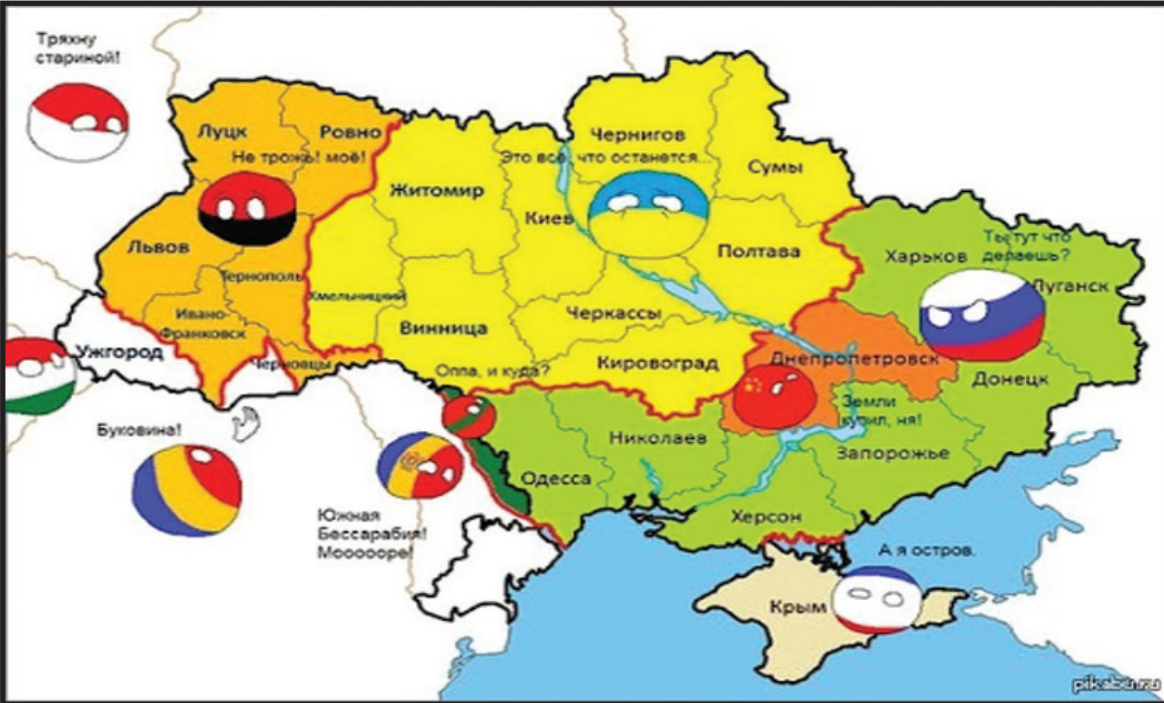 Тряхну
стариной!
Луцк
Ровно
Не трожь! моё!
Чернигов
Это всё, что останется...
Сумы
Житомир
Киев
Львов
Полтава
Харьков
Ты тут что
делаешь?
Тернополь
Луганск
Хмельницкий
Ивано-
Франковск
Винница
Черкассы
Ужгород
Черновцы
Кировоград
Днепропетровск
Оппа, и куда?
Донецк
Земли
купил, ня!
Буковина!
Николаев
Запорожье
Одесса
Южная
Бессарабия!
Моооооре!
Херсон
А я остров.
Крым
pikabu.ru